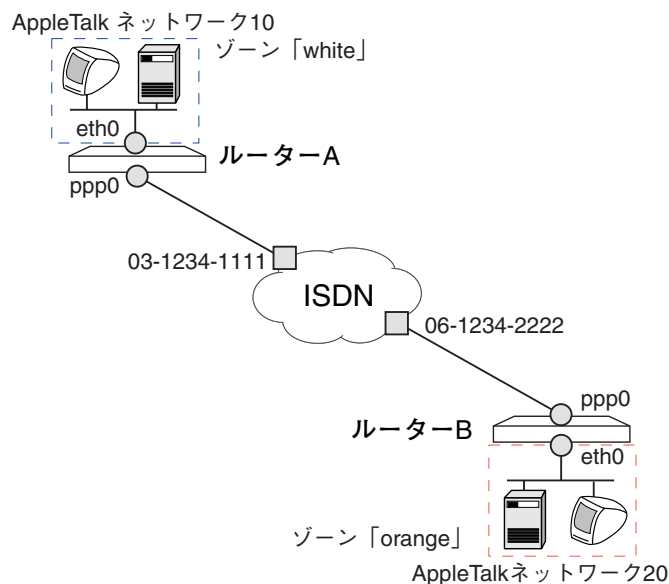 AppleTalk ネットワーク10
ゾーン「white」
eth0
ルーターA
ppp0
03-1234-1111
ISDN
06-1234-2222
ppp0
ルーターB
eth0
ゾーン「orange」
AppleTalkネットワーク20